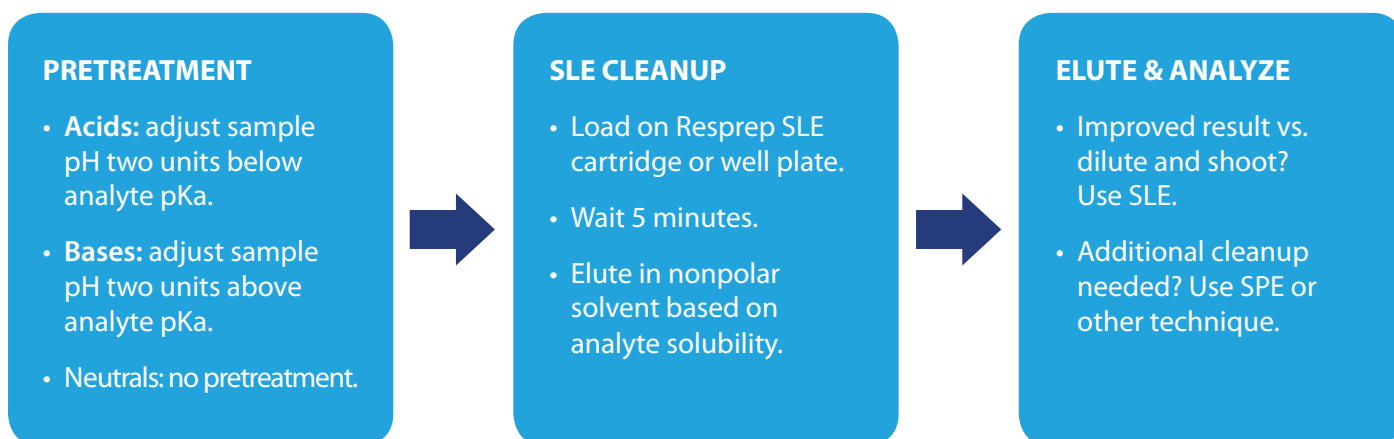 PRETREATMENT
• Acids: adjust sample
pH two units below
analyte pKa.
• Bases: adjust sample
pH two units above
analyte pKa.
• Neutrals: no pretreatment.
SLE CLEANUP
• Load on Resprep SLE
cartridge or well plate.
• Wait 5 minutes.
• Elute in nonpolar
solvent based on
analyte solubility.
ELUTE & ANALYZE
• Improved result vs.
dilute and shoot?
Use SLE.
• Additional cleanup
needed? Use SPE or
other technique.